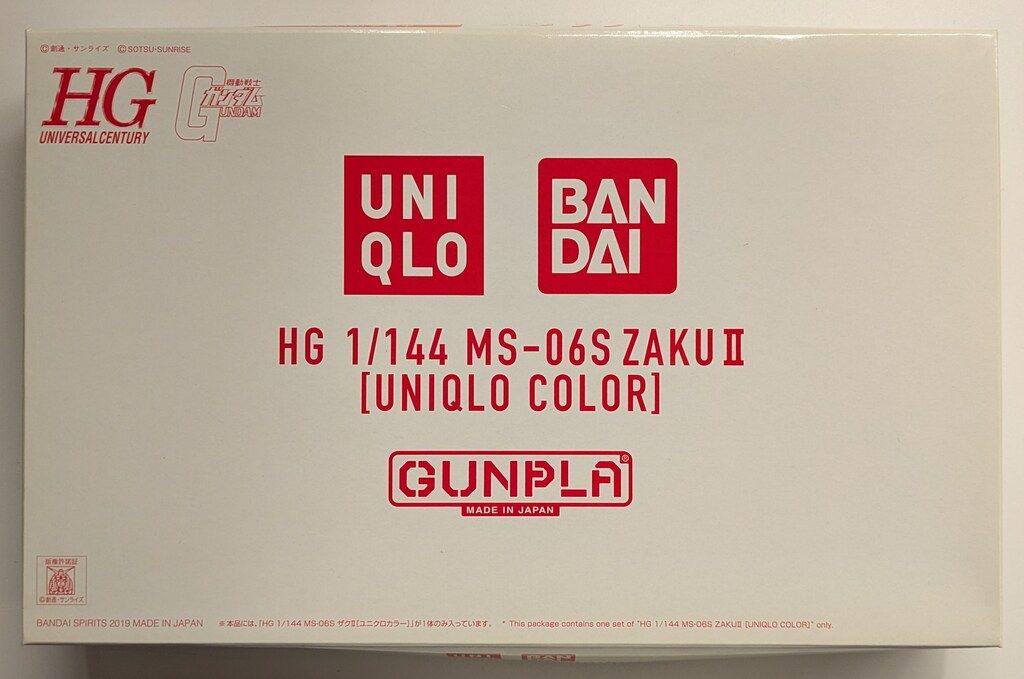 ©創通・サンライズ ©SOTSU・SUNRISE
HG
UNIVERSAL CENTURY
機動戦士
ガンダム
GUNDAM
UNI
QLO
BAN
DAI
HG 1/144 MS-06S ZAKUⅡ
[UNIQLO COLOR]
GUNPLA®
MADE IN JAPAN
版権許諾証
©創通・サンライズ
BANDAI SPIRITS 2019 MADE IN JAPAN ※本品には、「HG 1/144 MS-06S ザクⅡ[ユニクロカラー]」が1体のみ入っています。 * This package contains one set of "HG 1/144 MS-06S ZAKUⅡ [UNIQLO COLOR]" only.